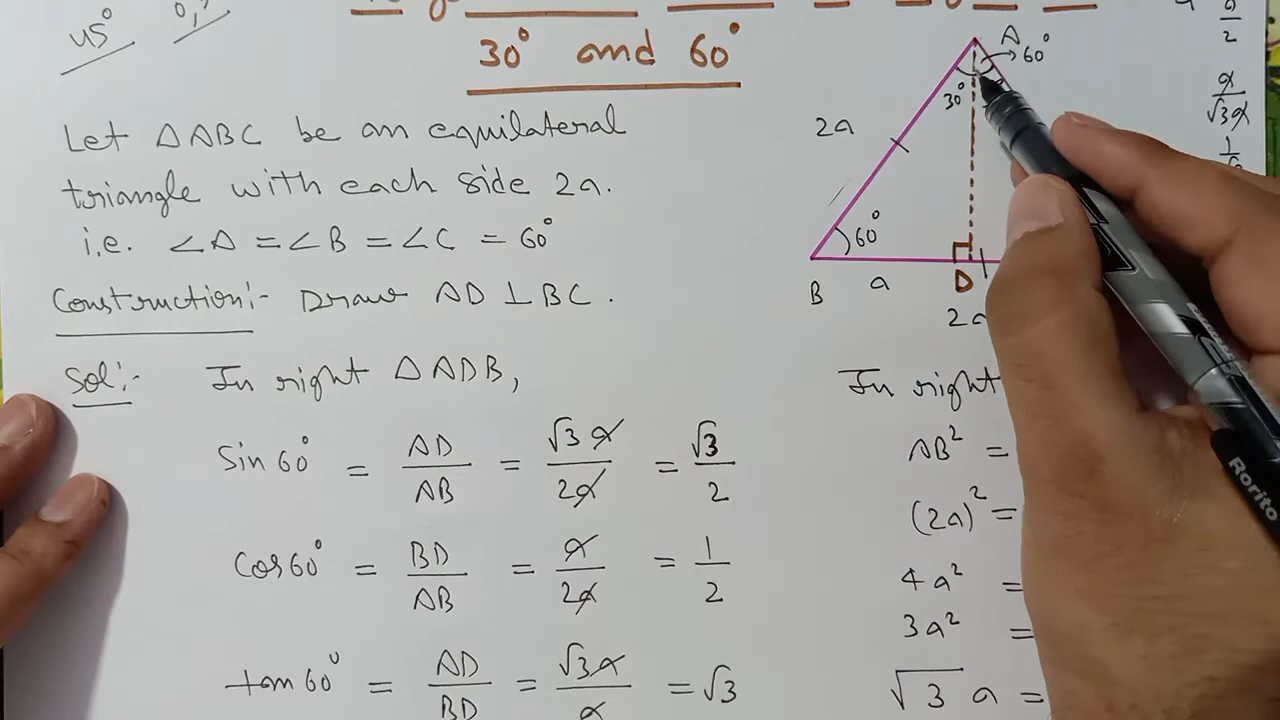 45°
0,
30° and 60°
Let △ABC be an equilateral
triangle with each side 2a.
i.e. ∠A = ∠B = ∠C = 60°
Construction:- Draw AD ⊥ BC.
Sol:- In right △ADB,
Sin 60° = AD/AB = √3a/2a = √3/2
Cos 60° = BD/AB = a/2a = 1/2
tan 60° = AD/BD = √3a/a = √3
A
60°
30°
2a
60°
B
a
D
2a
In right
AB² =
(2a)² =
4a² =
3a² =
√3 a =
2
a/√3a
1
Rorito